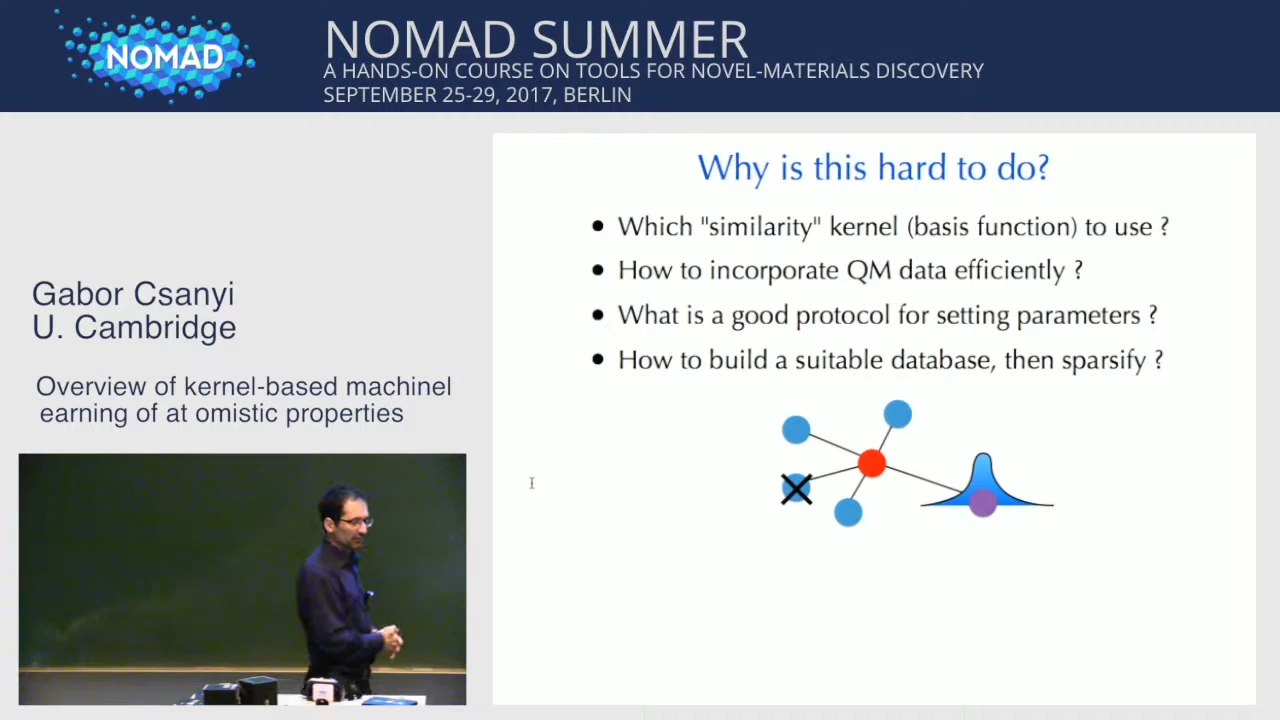 NOMAD
NOMAD SUMMER
A HANDS-ON COURSE ON TOOLS FOR NOVEL-MATERIALS DISCOVERY
SEPTEMBER 25-29, 2017, BERLIN
Gabor Csanyi
U. Cambridge
Overview of kernel-based machinel
earning of at omistic properties
Why is this hard to do?
• Which "similarity" kernel (basis function) to use ?
• How to incorporate QM data efficiently ?
• What is a good protocol for setting parameters ?
• How to build a suitable database, then sparsify ?